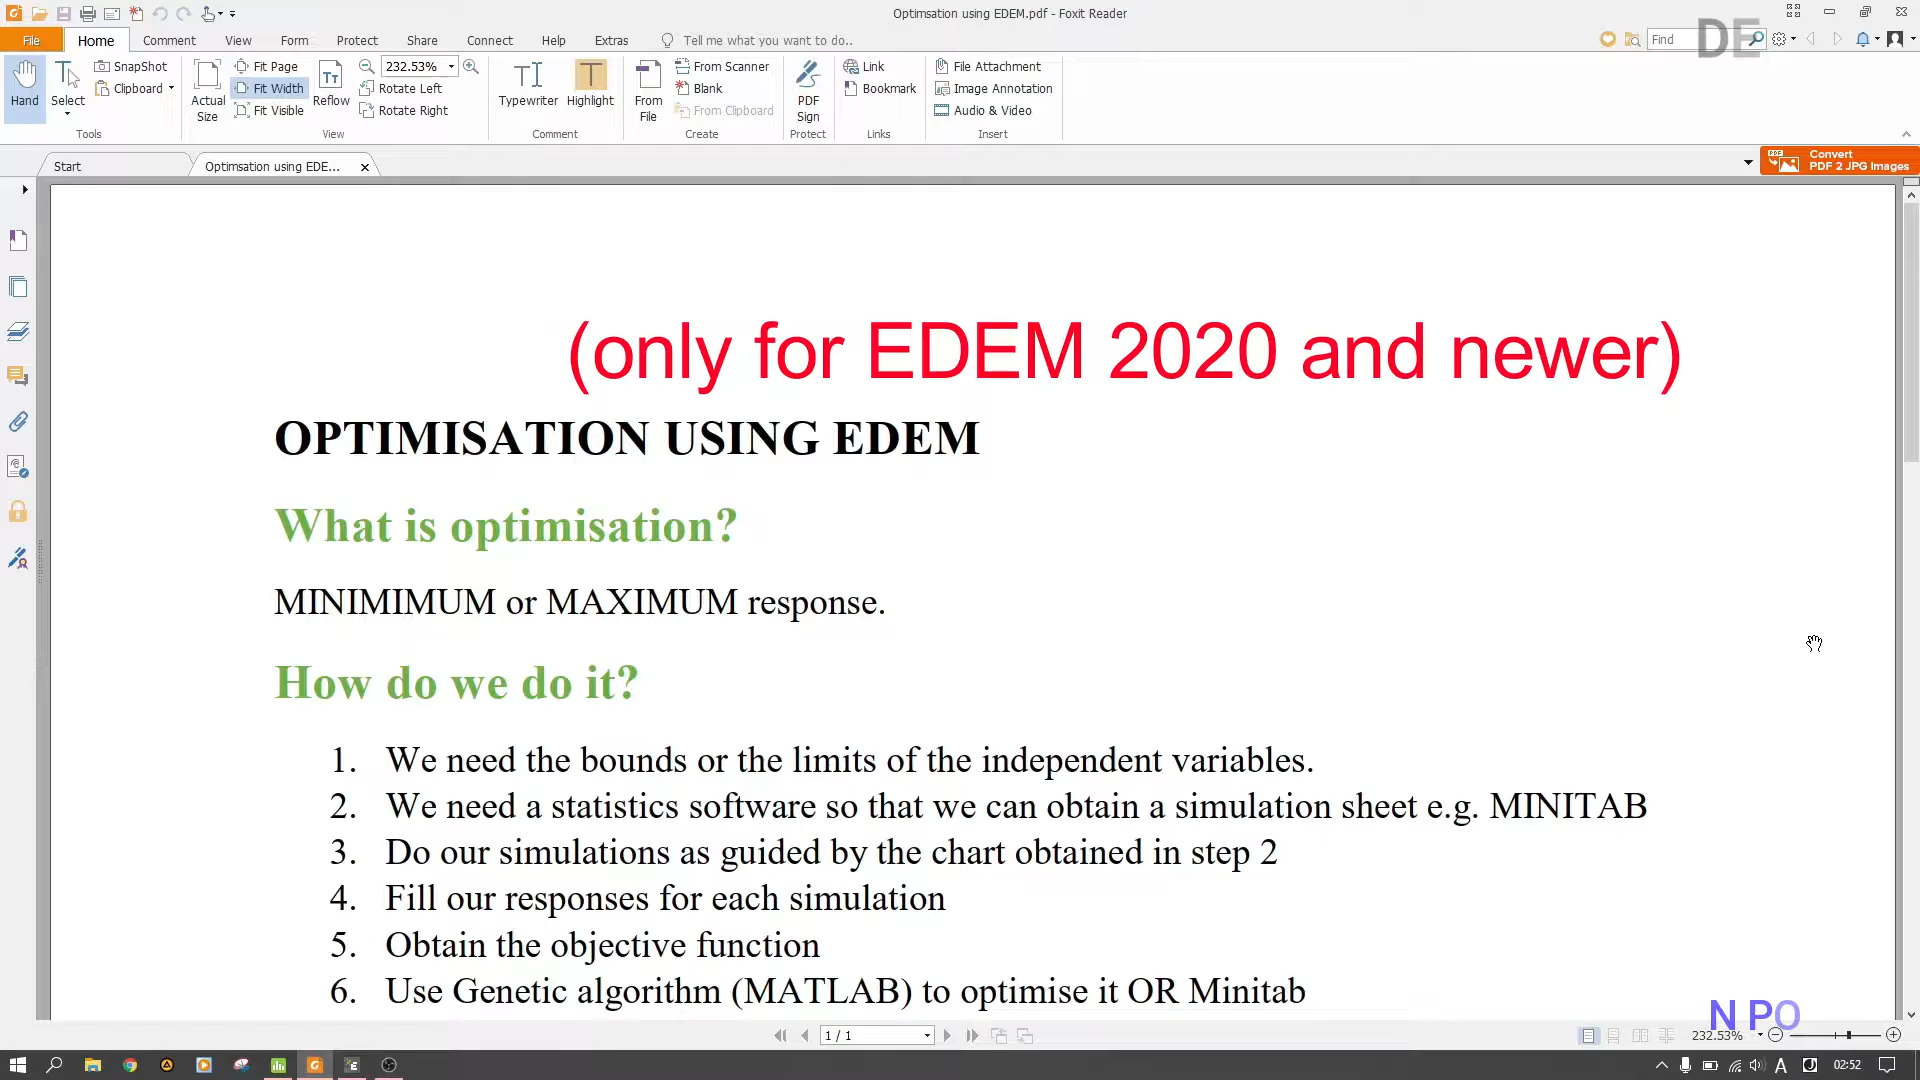 Optimsation using EDEM.pdf - Foxit Reader
File Home Comment View Form Protect Share Connect Help Extras Tell me what you want to do.. Find DE
Hand
Select
SnapShot
Clipboard
Tools
Actual Size
Fit Page
Fit Width
Fit Visible
Reflow
232.53%
Rotate Left
Rotate Right
View
Typewriter
Highlight
Comment
From File
From Scanner
Blank
From Clipboard
Create
PDF Sign
Protect
Link
Bookmark
Links
File Attachment
Image Annotation
Audio & Video
Insert
Start
Optimsation using EDE...
Convert
PDF 2 JPG Images
(only for EDEM 2020 and newer)
OPTIMISATION USING EDEM
What is optimisation?
MINIMIMUM or MAXIMUM response.
How do we do it?
1. We need the bounds or the limits of the independent variables.
2. We need a statistics software so that we can obtain a simulation sheet e.g. MINITAB
3. Do our simulations as guided by the chart obtained in step 2
4. Fill our responses for each simulation
5. Obtain the objective function
6. Use Genetic algorithm (MATLAB) to optimise it OR Minitab
N PO
1 / 1
232.53%
02:52